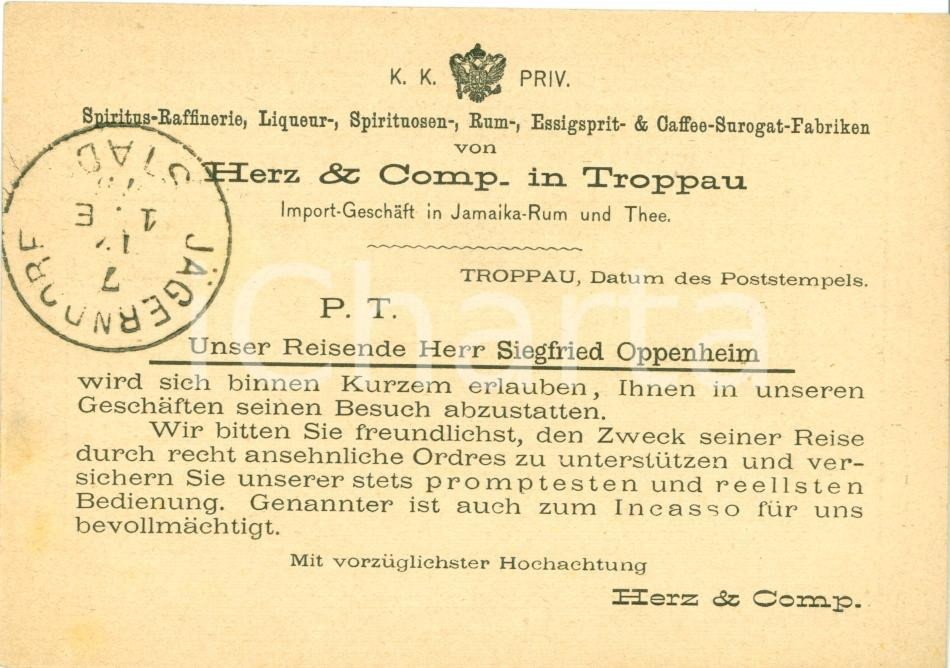 K. K. PRIV.
Spiritus-Raffinerie, Liqueur-, Spirituosen-, Rum-, Essigsprit- & Caffee-Surogat-Fabriken
von
Herz & Comp. in Troppau
Import-Geschäft in Jamaika-Rum und Thee.
TROPPAU, Datum des Poststempels.
P. T.
Unser Reisende Herr Siegfried Oppenheim
wird sich binnen Kurzem erlauben, Ihnen in unseren
Geschäften seinen Besuch abzustatten.
Wir bitten Sie freundlichst, den Zweck seiner Reise
durch recht ansehnliche Ordres zu unterstützen und ver-
sichern Sie unserer stets promptesten und reellsten
Bedienung. Genannter ist auch zum Incasso für uns
bevollmächtigt.
Mit vorzüglichster Hochachtung
Herz & Comp.
JÄGERNDORF
STADT
7
1 E
iCharta